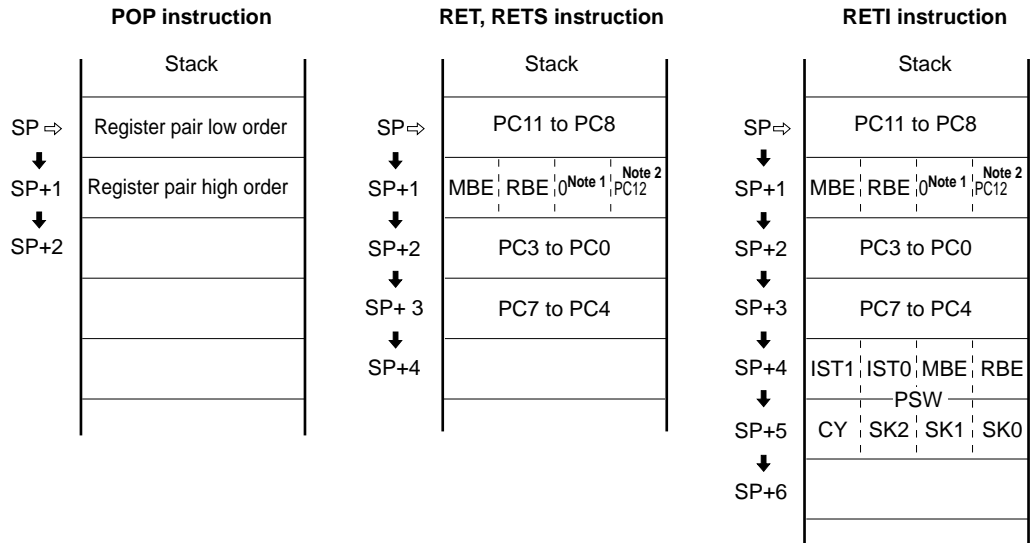 POP instruction
Stack
SP ⇨ Register pair low order
SP+1 Register pair high order
SP+2
RET, RETS instruction
Stack
SP⇨ PC11 to PC8
SP+1 MBE RBE 0Note 1 Note 2 PC12
SP+2 PC3 to PC0
SP+ 3 PC7 to PC4
SP+4
RETI instruction
Stack
SP⇨ PC11 to PC8
SP+1 MBE RBE 0Note 1 Note 2 PC12
SP+2 PC3 to PC0
SP+3 PC7 to PC4
SP+4 IST1 IST0 MBE RBE
PSW
SP+5 CY SK2 SK1 SK0
SP+6